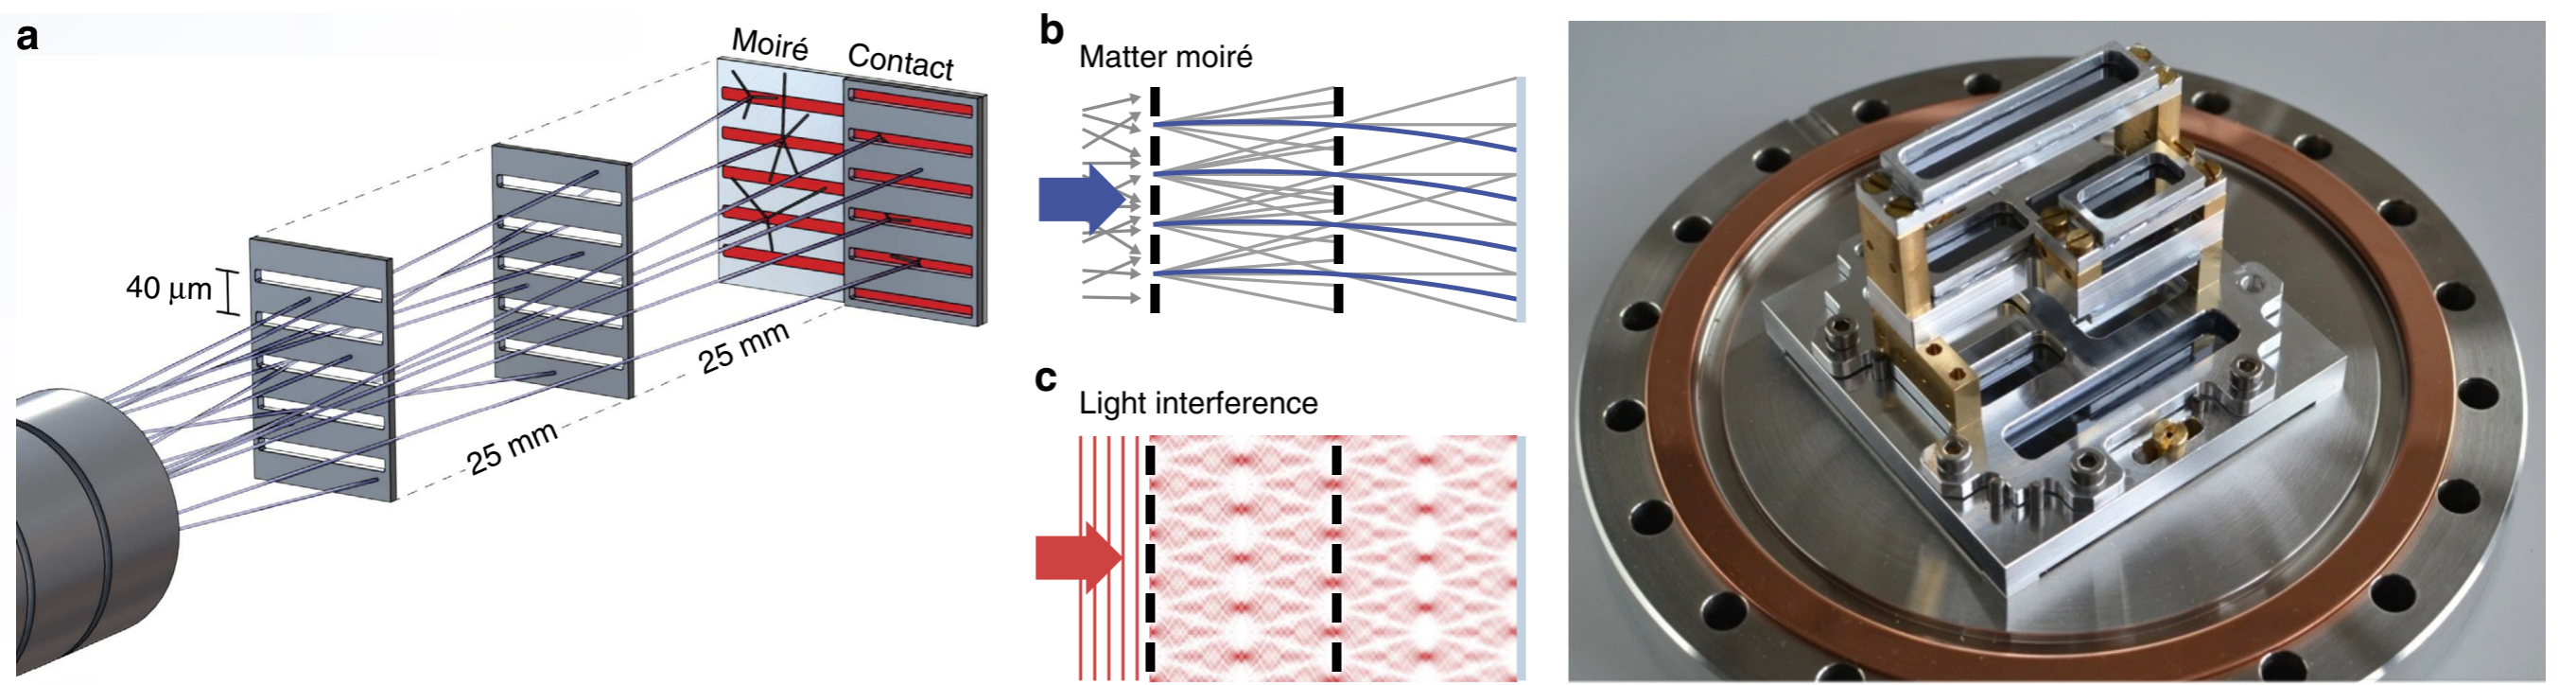 a
Moiré
Contact
40 μm
25 mm
25 mm
b
Matter moiré
c
Light interference